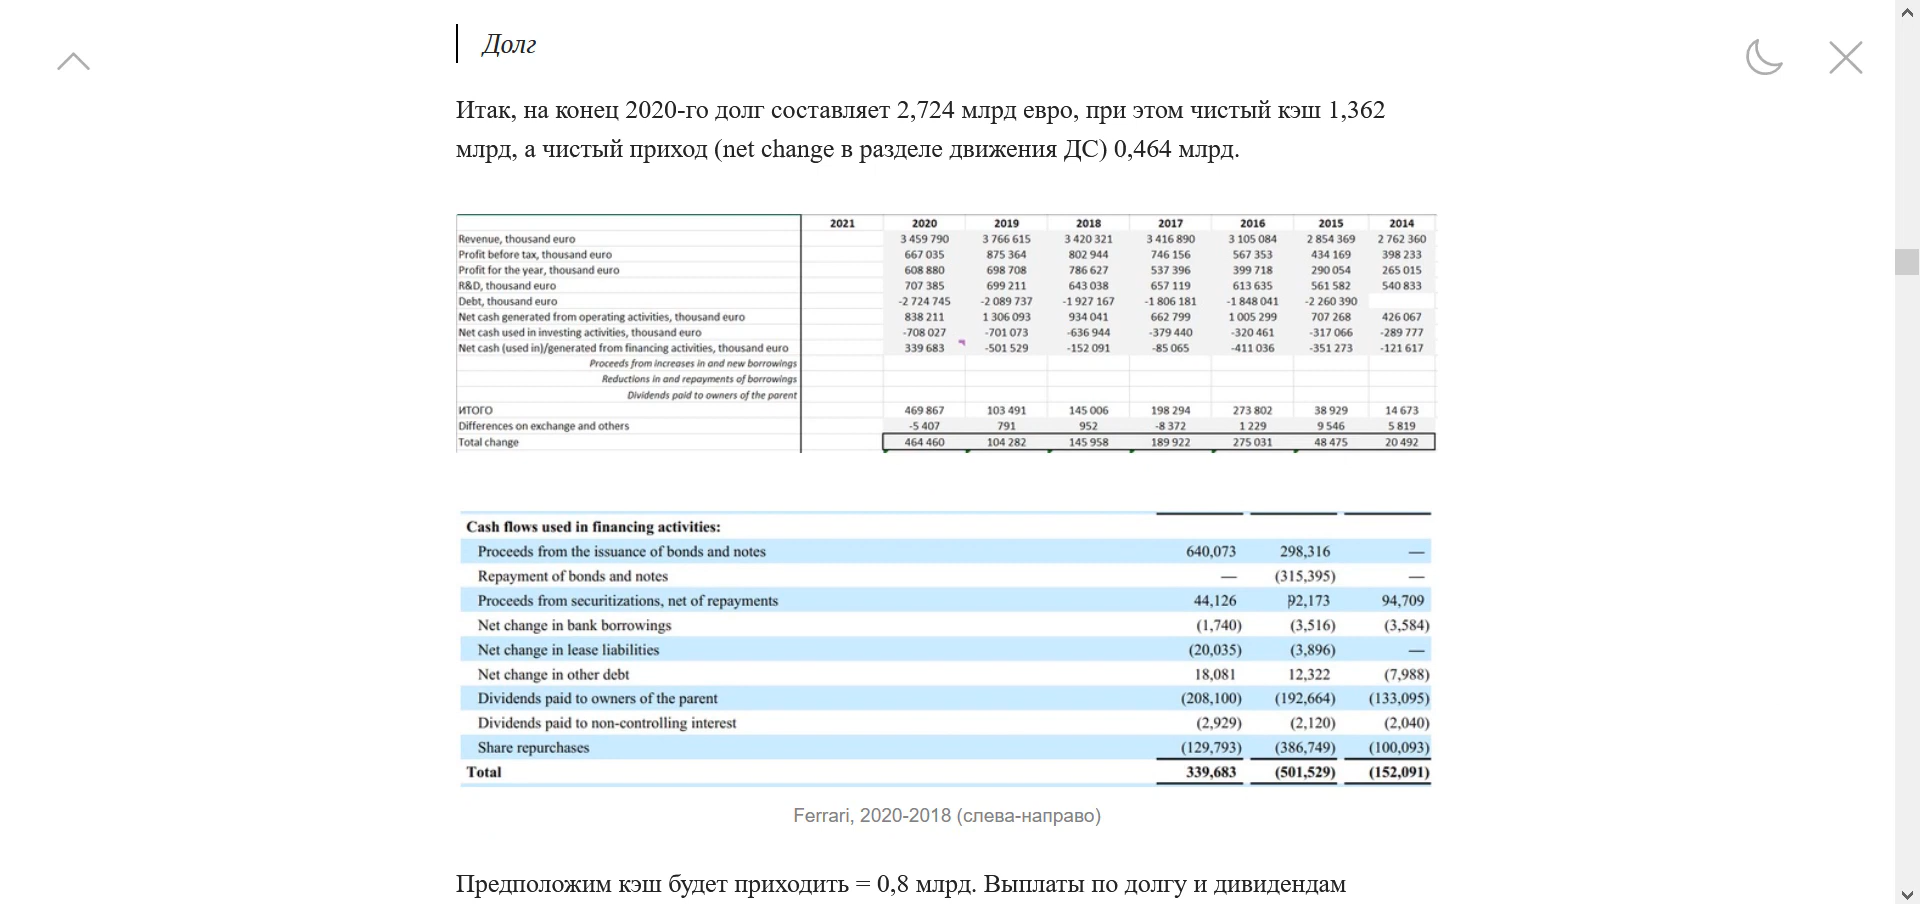 Долг
Итак, на конец 2020-го долг составляет 2,724 млрд евро, при этом чистый кэш 1,362
млрд, а чистый приход (net change в разделе движения ДС) 0,464 млрд.
2021 2020 2019 2018 2017 2016 2015 2014
Revenue, thousand euro 3 459 790 3 766 615 3 420 321 3 416 890 3 105 084 2 854 369 2 762 360
Profit before tax, thousand euro 667 035 875 364 802 944 746 156 567 353 434 169 398 233
Profit for the year, thousand euro 608 880 698 708 786 627 537 396 399 718 290 054 265 015
R&D, thousand euro 707 385 699 211 643 038 657 119 613 635 561 582 540 833
Debt, thousand euro -2 724 745 -2 089 737 -1 927 167 -1 806 181 -1 848 041 -2 260 390
Net cash generated from operating activities, thousand euro 838 211 1 306 093 934 041 662 799 1 005 299 707 268 426 067
Net cash used in investing activities, thousand euro -708 027 -701 073 -636 944 -379 440 -320 461 -317 066 -289 777
Net cash (used in)/generated from financing activities, thousand euro 339 683 -501 529 -152 091 -85 065 -411 036 -351 273 -121 617
Proceeds from increases in and new borrowings
Reductions in and repayments of borrowings
Dividends paid to owners of the parent
ИТОГО 469 867 103 491 145 006 198 294 273 802 38 929 14 673
Differences on exchange and others -5 407 791 952 -8 372 1 229 9 546 5 819
Total change 464 460 104 282 145 958 189 922 275 031 48 475 20 492
Cash flows used in financing activities:
Proceeds from the issuance of bonds and notes 640,073 298,316 —
Repayment of bonds and notes — (315,395) —
Proceeds from securitizations, net of repayments 44,126 92,173 94,709
Net change in bank borrowings (1,740) (3,516) (3,584)
Net change in lease liabilities (20,035) (3,896) —
Net change in other debt 18,081 12,322 (7,988)
Dividends paid to owners of the parent (208,100) (192,664) (133,095)
Dividends paid to non-controlling interest (2,929) (2,120) (2,040)
Share repurchases (129,793) (386,749) (100,093)
Total 339,683 (501,529) (152,091)
Ferrari, 2020-2018 (слева-направо)
Предположим кэш будет приходить = 0,8 млрд. Выплаты по долгу и дивидендам